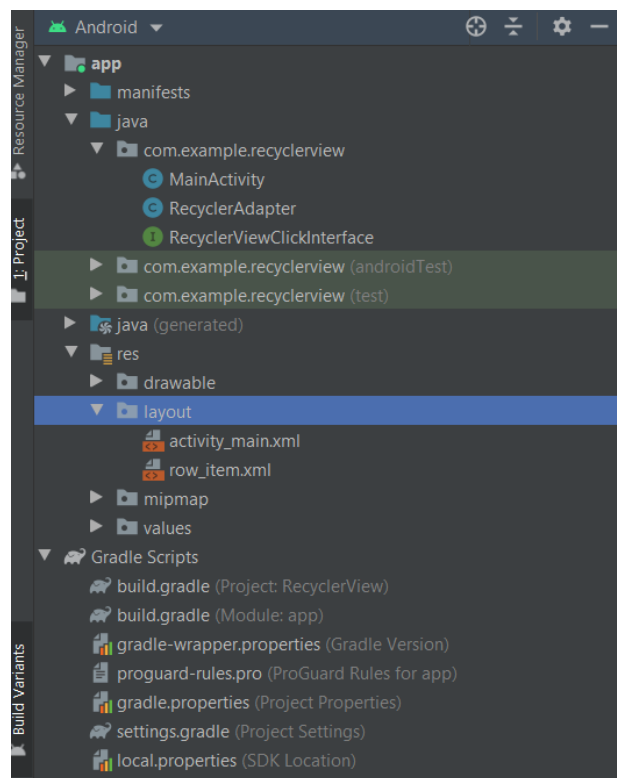 Android
app
manifests
java
com.example.recyclerview
MainActivity
RecyclerAdapter
RecyclerViewClickInterface
com.example.recyclerview (androidTest)
com.example.recyclerview (test)
java (generated)
res
drawable
layout
activity_main.xml
row_item.xml
mipmap
values
Gradle Scripts
build.gradle (Project: RecyclerView)
build.gradle (Module: app)
gradle-wrapper.properties (Gradle Version)
proguard-rules.pro (ProGuard Rules for app)
gradle.properties (Project Properties)
settings.gradle (Project Settings)
local.properties (SDK Location)
Resource Manager
1: Project
Build Variants